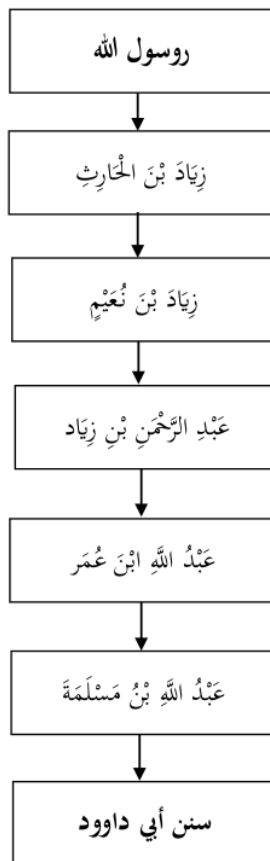 روسول الله
زِيَادَ بْنَ الْحَارِثِ
زِيَادَ بْنَ نُعَيْمٍ
عَبْدِ الرَّحْمَنِ بْنِ زِيَاد
عَبْدُ اللَّهِ ابْنَ عُمَر
عَبْدُ اللَّهِ بْنُ مَسْلَمَةَ
سنن أبي داوود